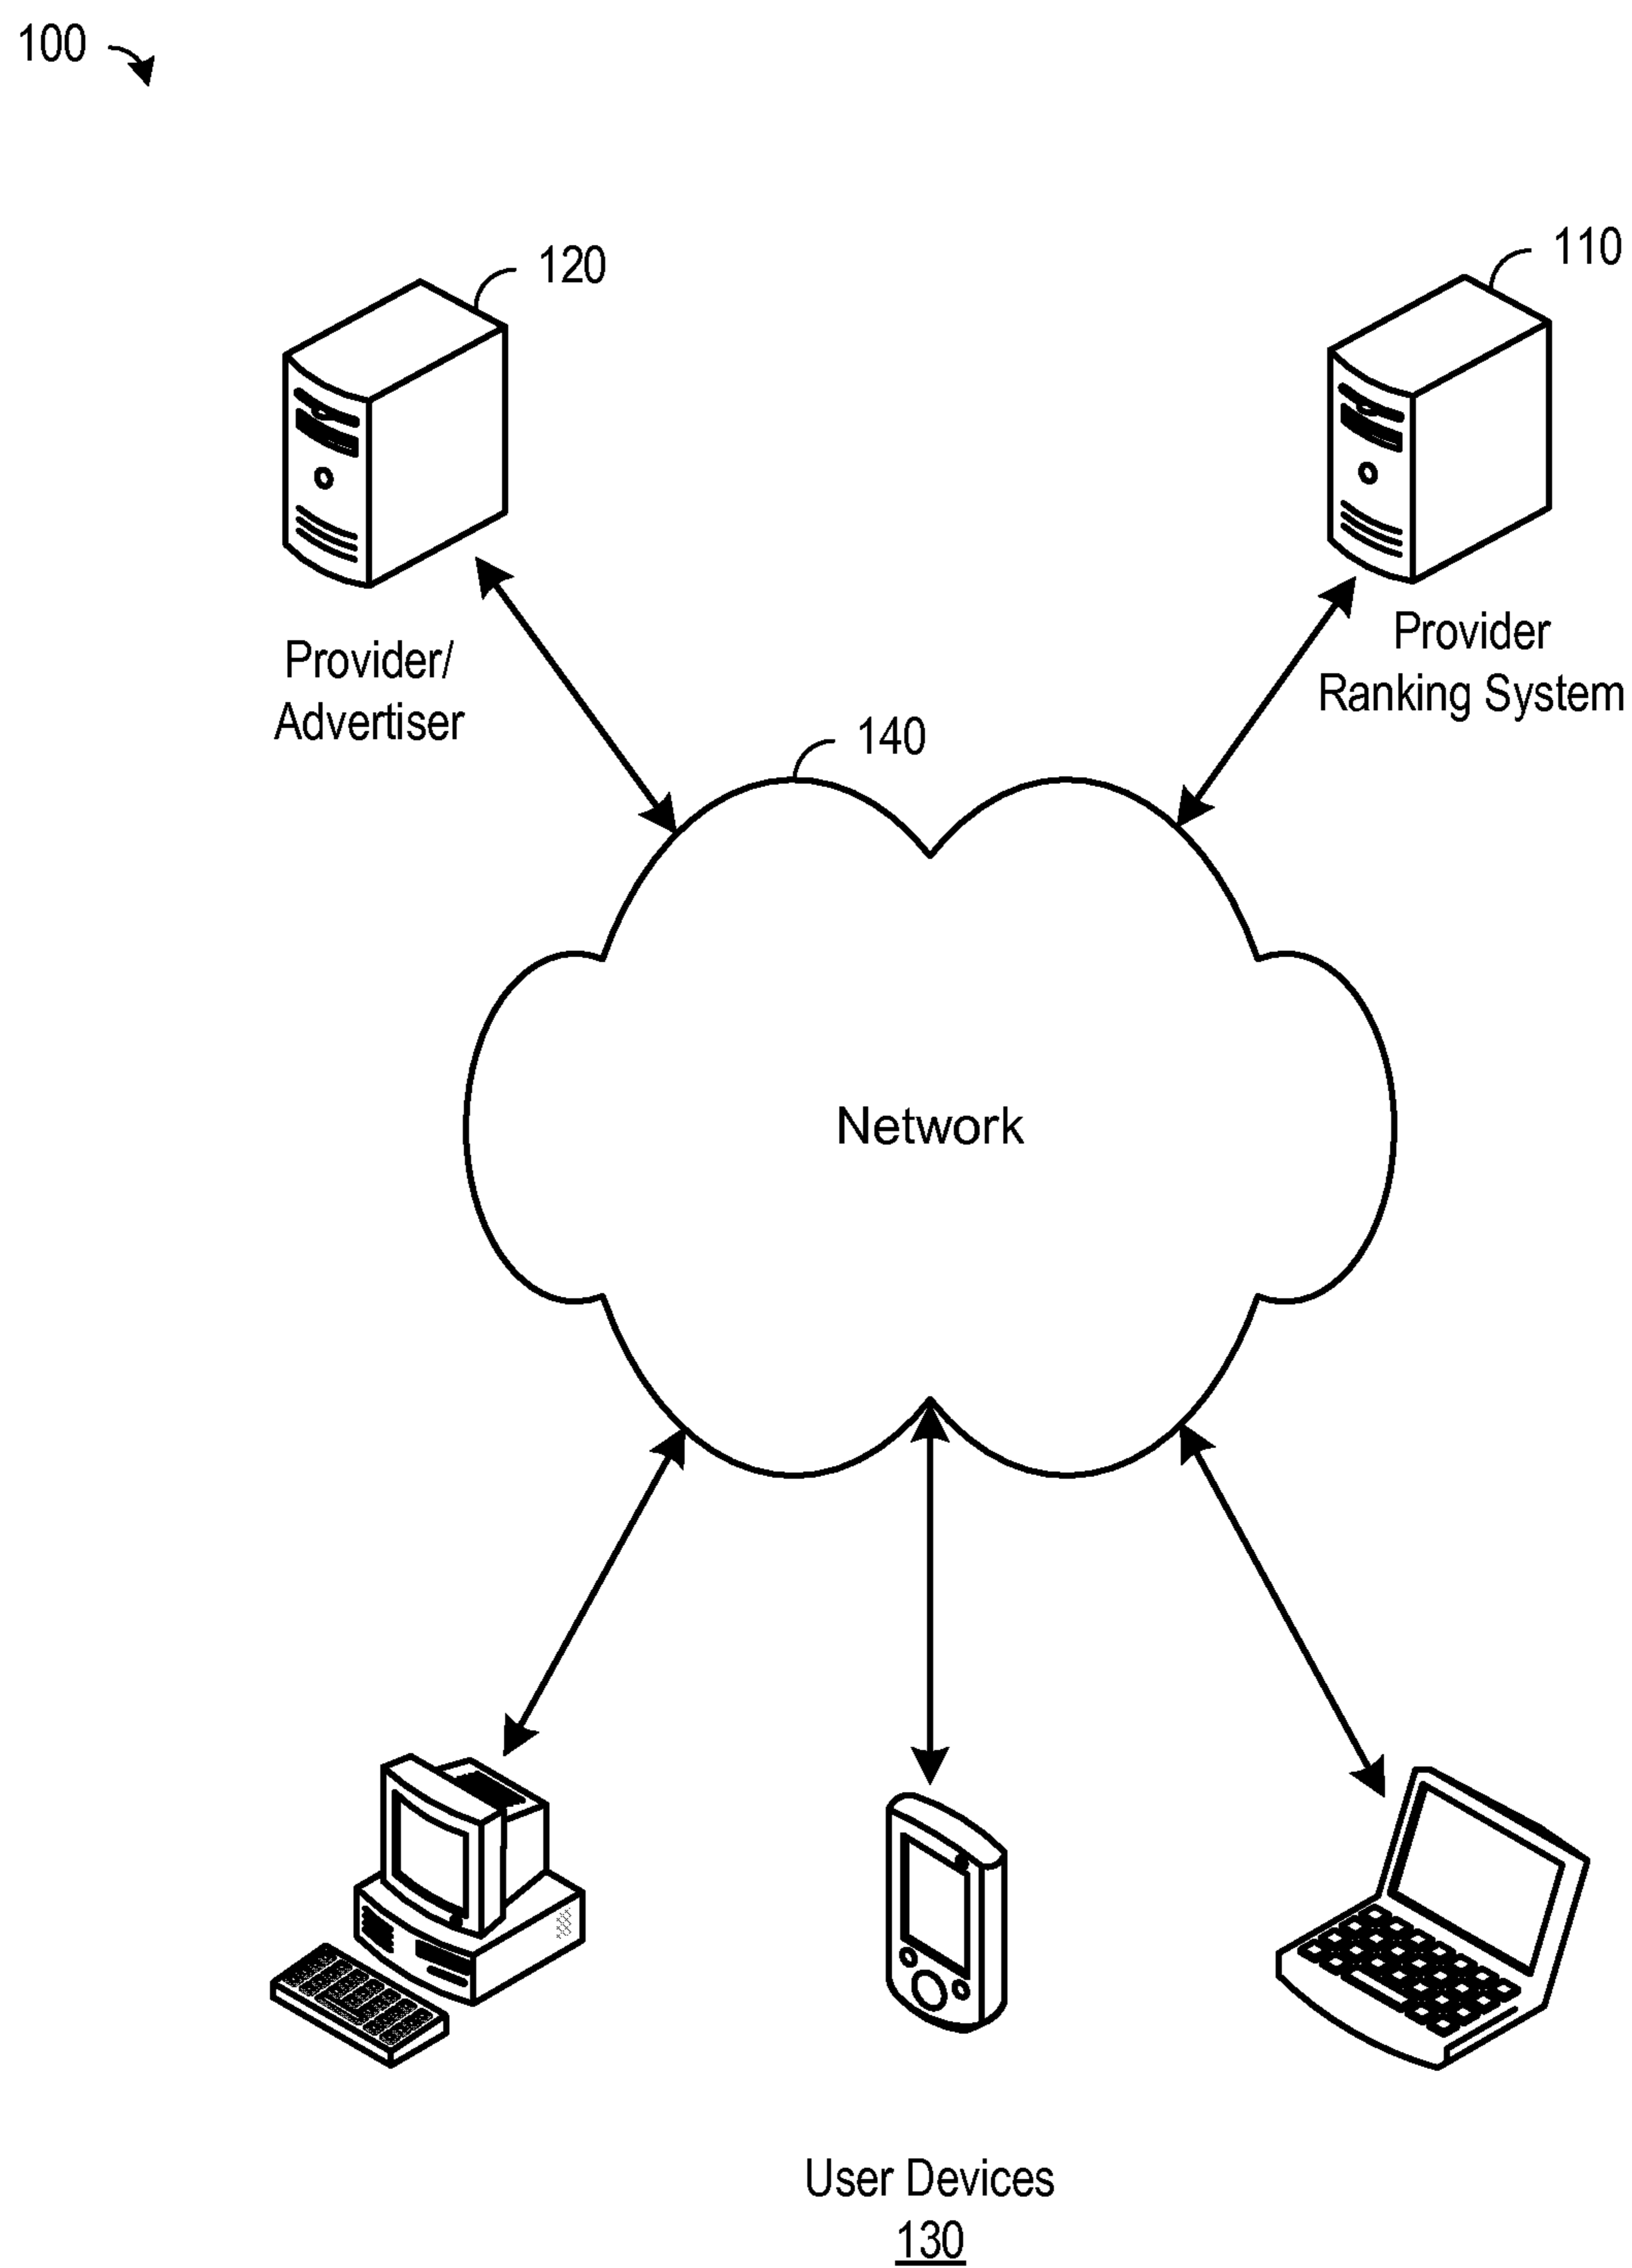 100
120
110
Provider/
Advertiser
Provider
Ranking System
140
Network
User Devices
130